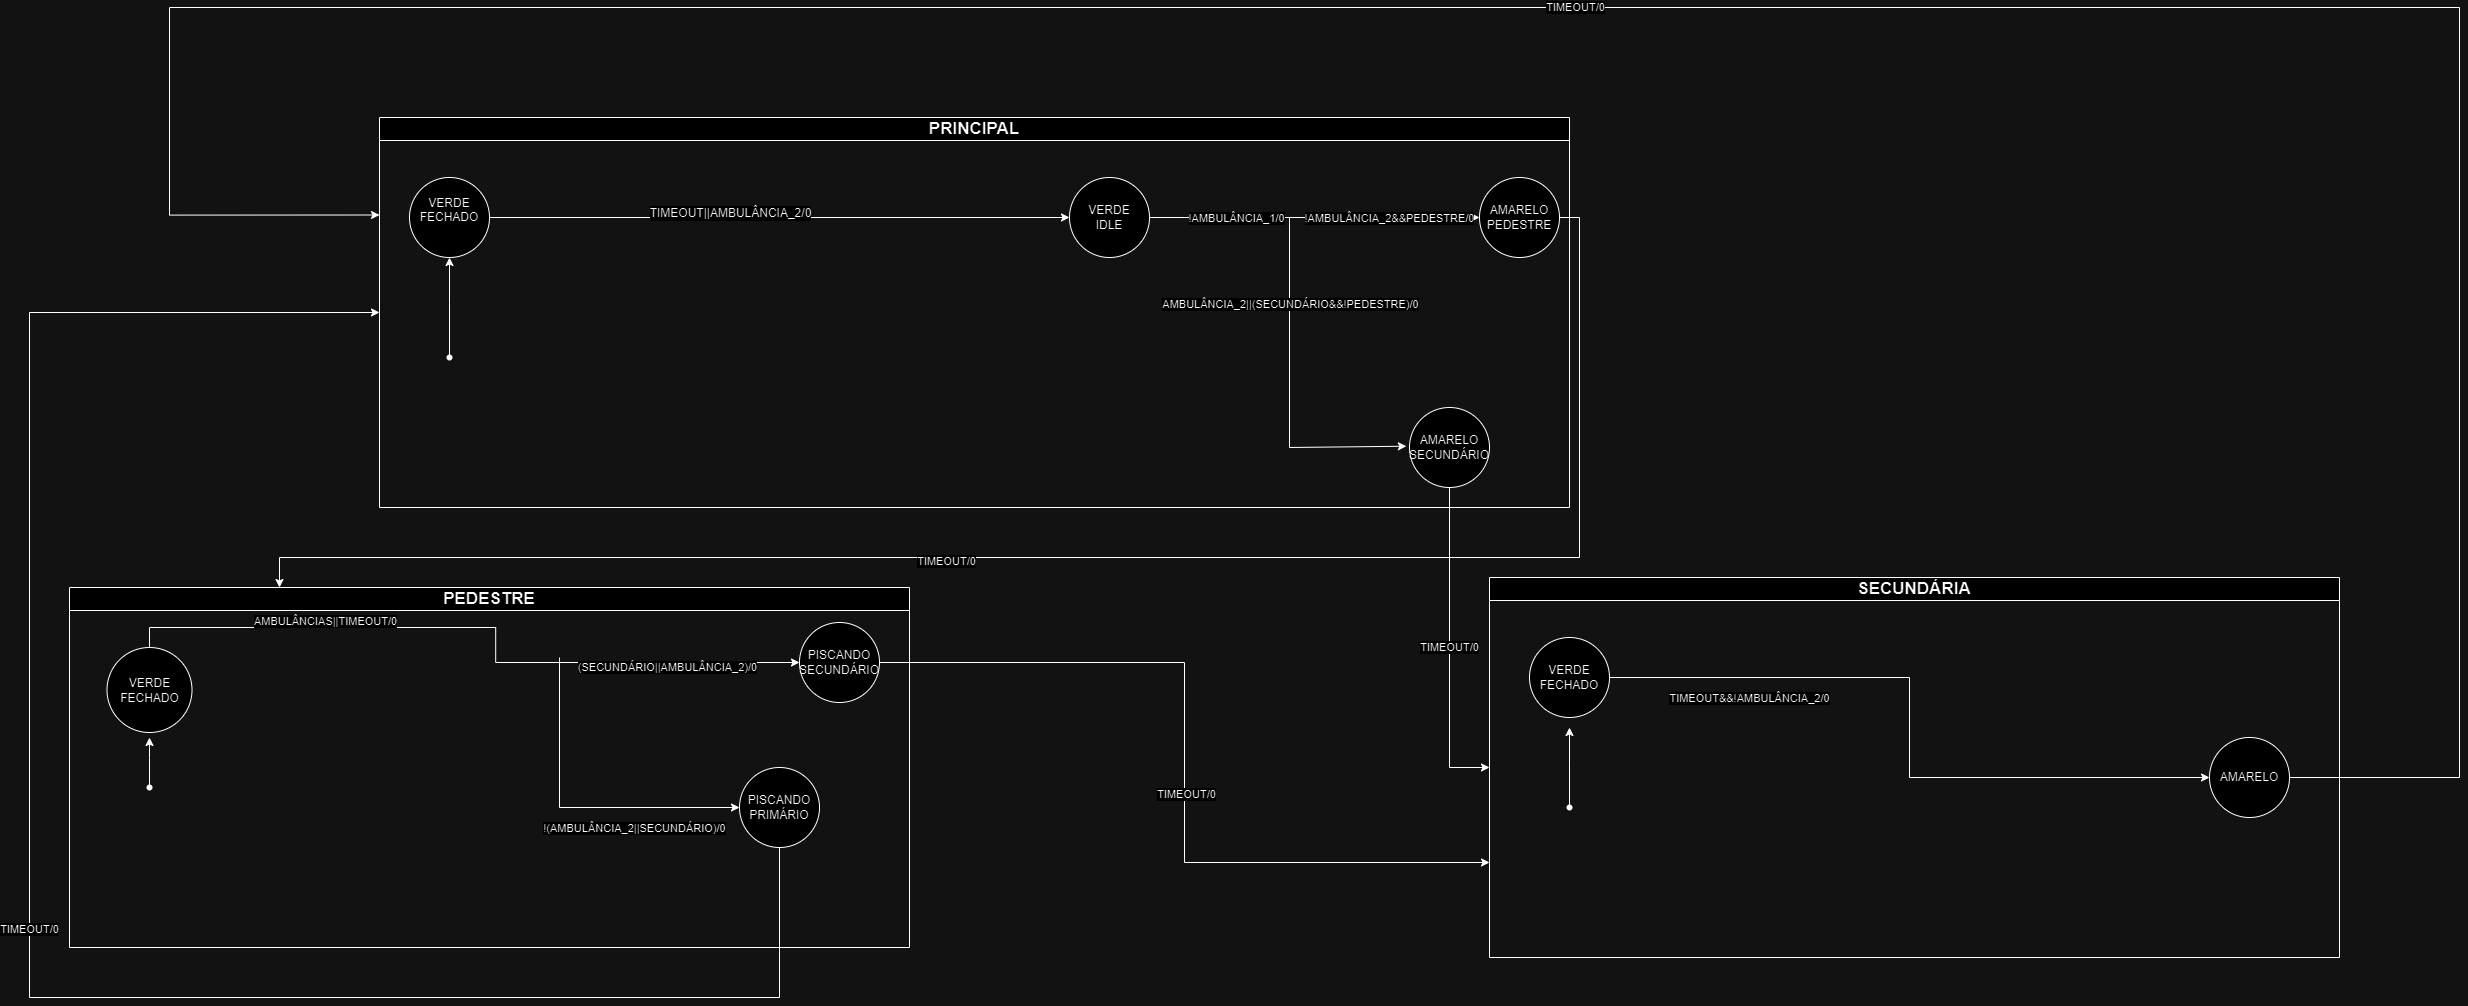 TIMEOUT/0
PRINCIPAL
VERDE
FECHADO
TIMEOUT||AMBULÂNCIA_2/0
VERDE
IDLE
!AMBULÂNCIA_1/0
!AMBULÂNCIA_2&&PEDESTRE/0
AMARELO
PEDESTRE
AMBULÂNCIA_2||(SECUNDÁRIO&&!PEDESTRE)/0
AMARELO
SECUNDÁRIO
TIMEOUT/0
PEDESTRE
AMBULÂNCIAS||TIMEOUT/0
VERDE
FECHADO
(SECUNDÁRIO||AMBULÂNCIA_2)/0
PISCANDO
SECUNDÁRIO
PISCANDO
PRIMÁRIO
!(AMBULÂNCIA_2||SECUNDÁRIO)/0
TIMEOUT/0
TIMEOUT/0
TIMEOUT/0
SECUNDÁRIA
VERDE
FECHADO
TIMEOUT&&!AMBULÂNCIA_2/0
AMARELO